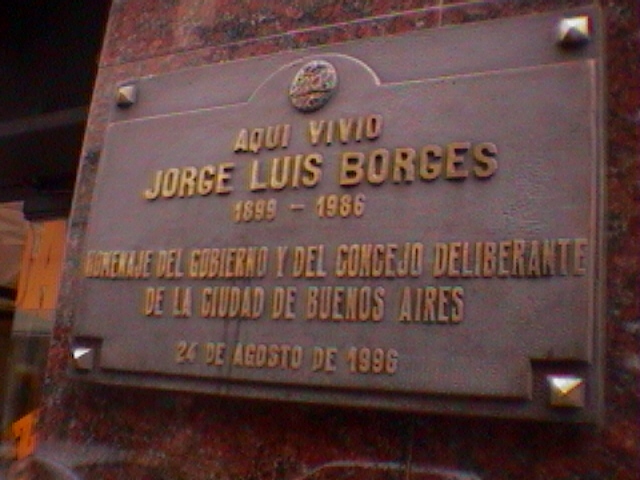 AQUI VIVIO
JORGE LUIS BORGES
1899 - 1986
HOMENAJE DEL GOBIERNO Y DEL CONCEJO DELIBERANTE
DE LA CIUDAD DE BUENOS AIRES
24 DE AGOSTO DE 1996